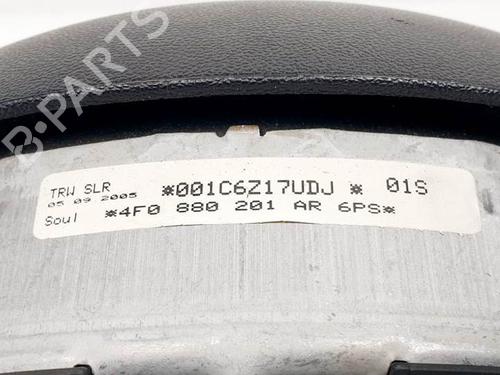 B-PARTS
TRW SLR *001C6Z17UDJ * 01S
05 09 2005
Soul *4F0 880 201 AR 6PS*